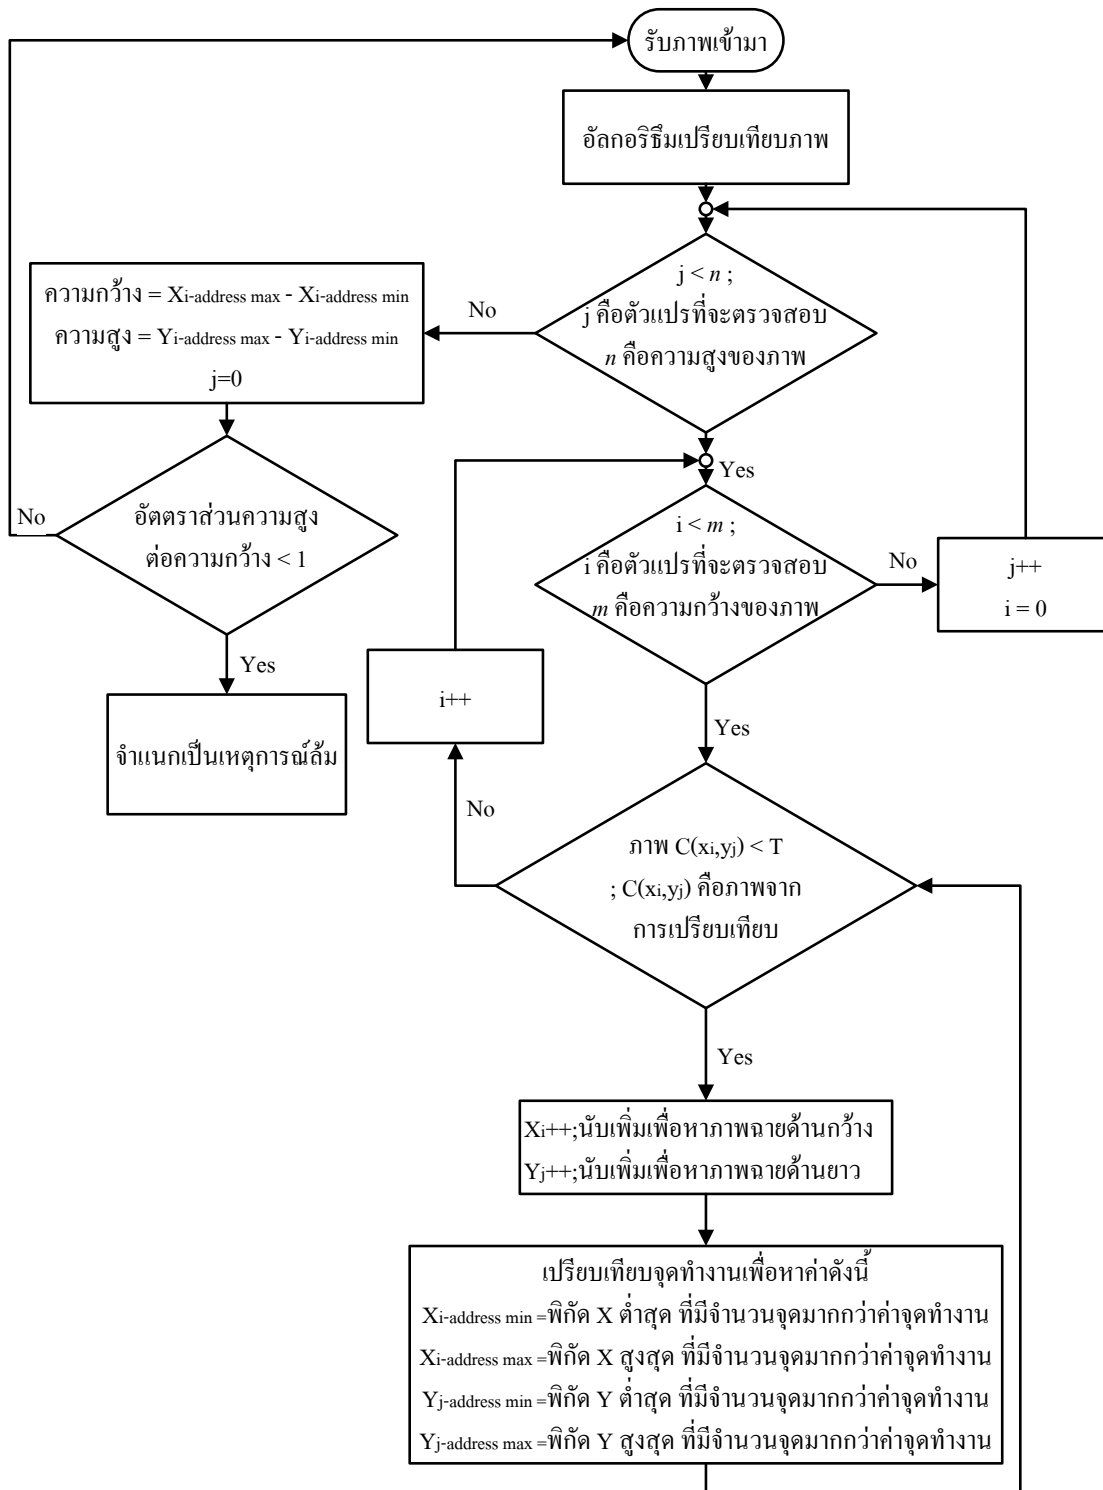 รับภาพเข้ามา
อัลกอริธึมเปรียบเทียบภาพ
j < n ;
j คือตัวแปรที่จะตรวจสอบ
n คือความสูงของภาพ
No
ความกว้าง = Xi-address max - Xi-address min
ความสูง = Yi-address max - Yi-address min
j=0
Yes
No
อัตตราส่วนความสูง
ต่อความกว้าง < 1
i < m ;
i คือตัวแปรที่จะตรวจสอบ
m คือความกว้างของภาพ
No
j++
i = 0
Yes
จำแนกเป็นเหตุการณ์ล้ม
i++
Yes
No
ภาพ C(xi,yj) < T
; C(xi,yj) คือภาพจาก
การเปรียบเทียบ
Yes
Xi++;นับเพิ่มเพื่อหาภาพฉายด้านกว้าง
Yj++;นับเพิ่มเพื่อหาภาพฉายด้านยาว
เปรียบเทียบจุดทำงานเพื่อหาค่าดังนี้
Xi-address min =พิกัด X ต่ำสุด ที่มีจำนวนจุดมากกว่าค่าจุดทำงาน
Xi-address max =พิกัด X สูงสุด ที่มีจำนวนจุดมากกว่าค่าจุดทำงาน
Yj-address min =พิกัด Y ต่ำสุด ที่มีจำนวนจุดมากกว่าค่าจุดทำงาน
Yj-address max =พิกัด Y สูงสุด ที่มีจำนวนจุดมากกว่าค่าจุดทำงาน